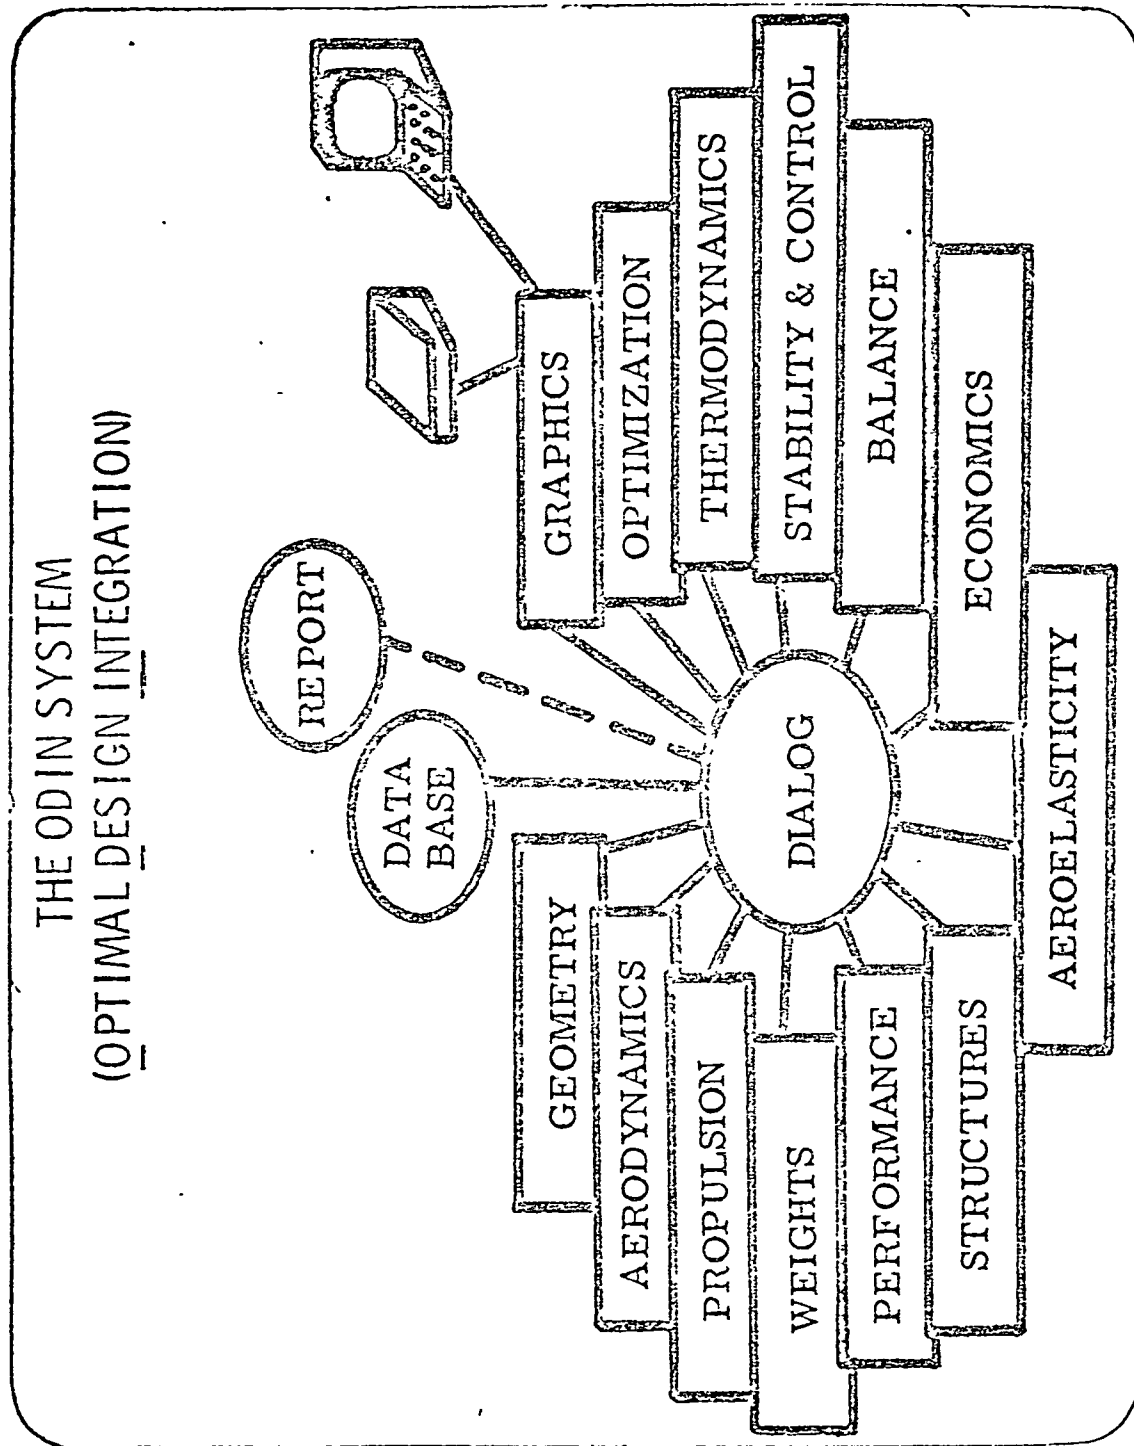 THE ODIN SYSTEM
(OPTIMAL DESIGN INTEGRATION)
REPORT
DATA
BASE
GEOMETRY
AERODYNAMICS
PROPULSION
WEIGHTS
PERFORMANCE
STRUCTURES
DIALOG
GRAPHICS
OPTIMIZATION
THERMODYNAMICS
STABILITY & CONTROL
BALANCE
ECONOMICS
AEROELASTICITY